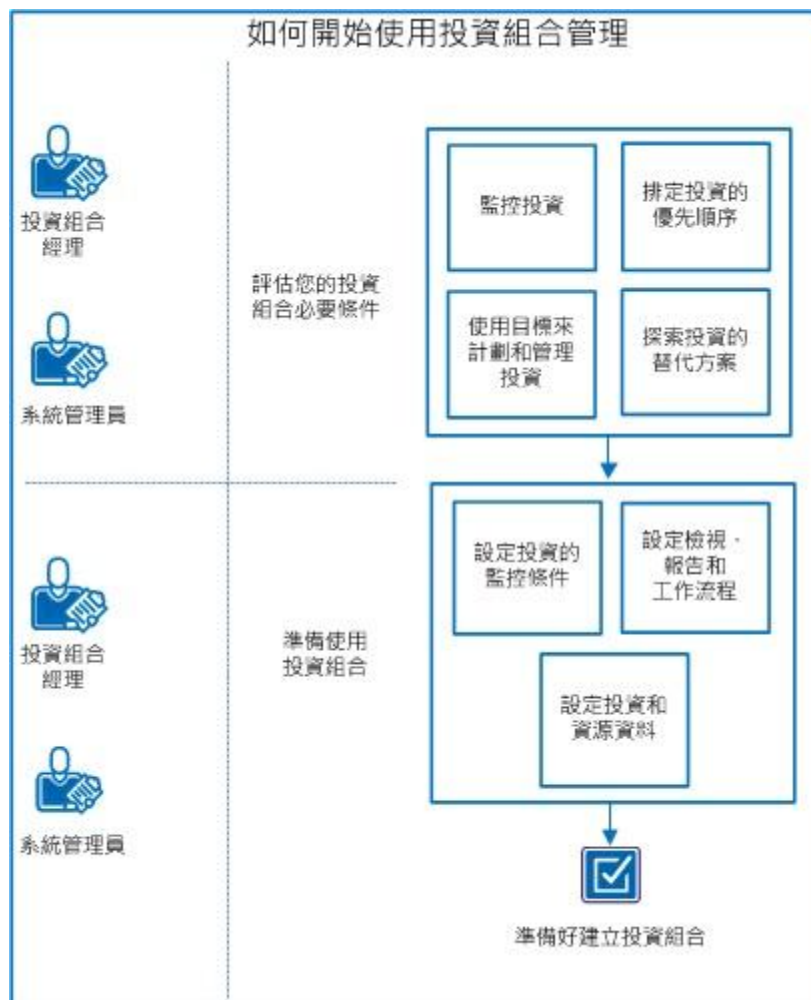 如何開始使用投資組合管理
投資組合
經理
系統管理員
評估您的投資
組合必要條件
監控投資
排定投資的
優先順序
使用目標來
計劃和管理
投資
探索投資的
替代方案
投資組合
經理
系統管理員
準備使用
投資組合
設定投資的
監控條件
設定檢視、
報告和
工作流程
設定投資和
資源資料
準備好建立投資組合